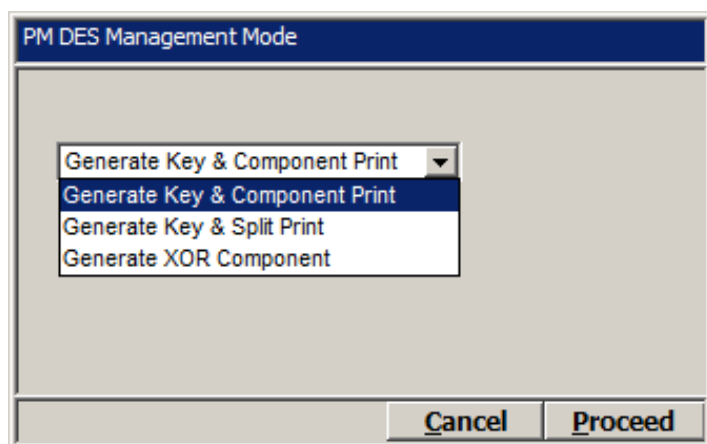 PM DES Management Mode
Generate Key & Component Print
Generate Key & Component Print
Generate Key & Split Print
Generate XOR Component
Cancel Proceed